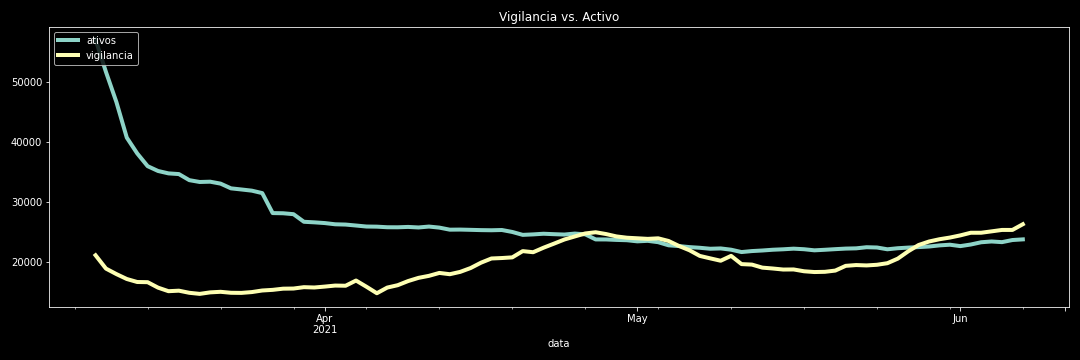 Vigilancia vs. Activo
ativos
vigilancia
50000
40000
30000
20000
Apr
2021
May
Jun
data